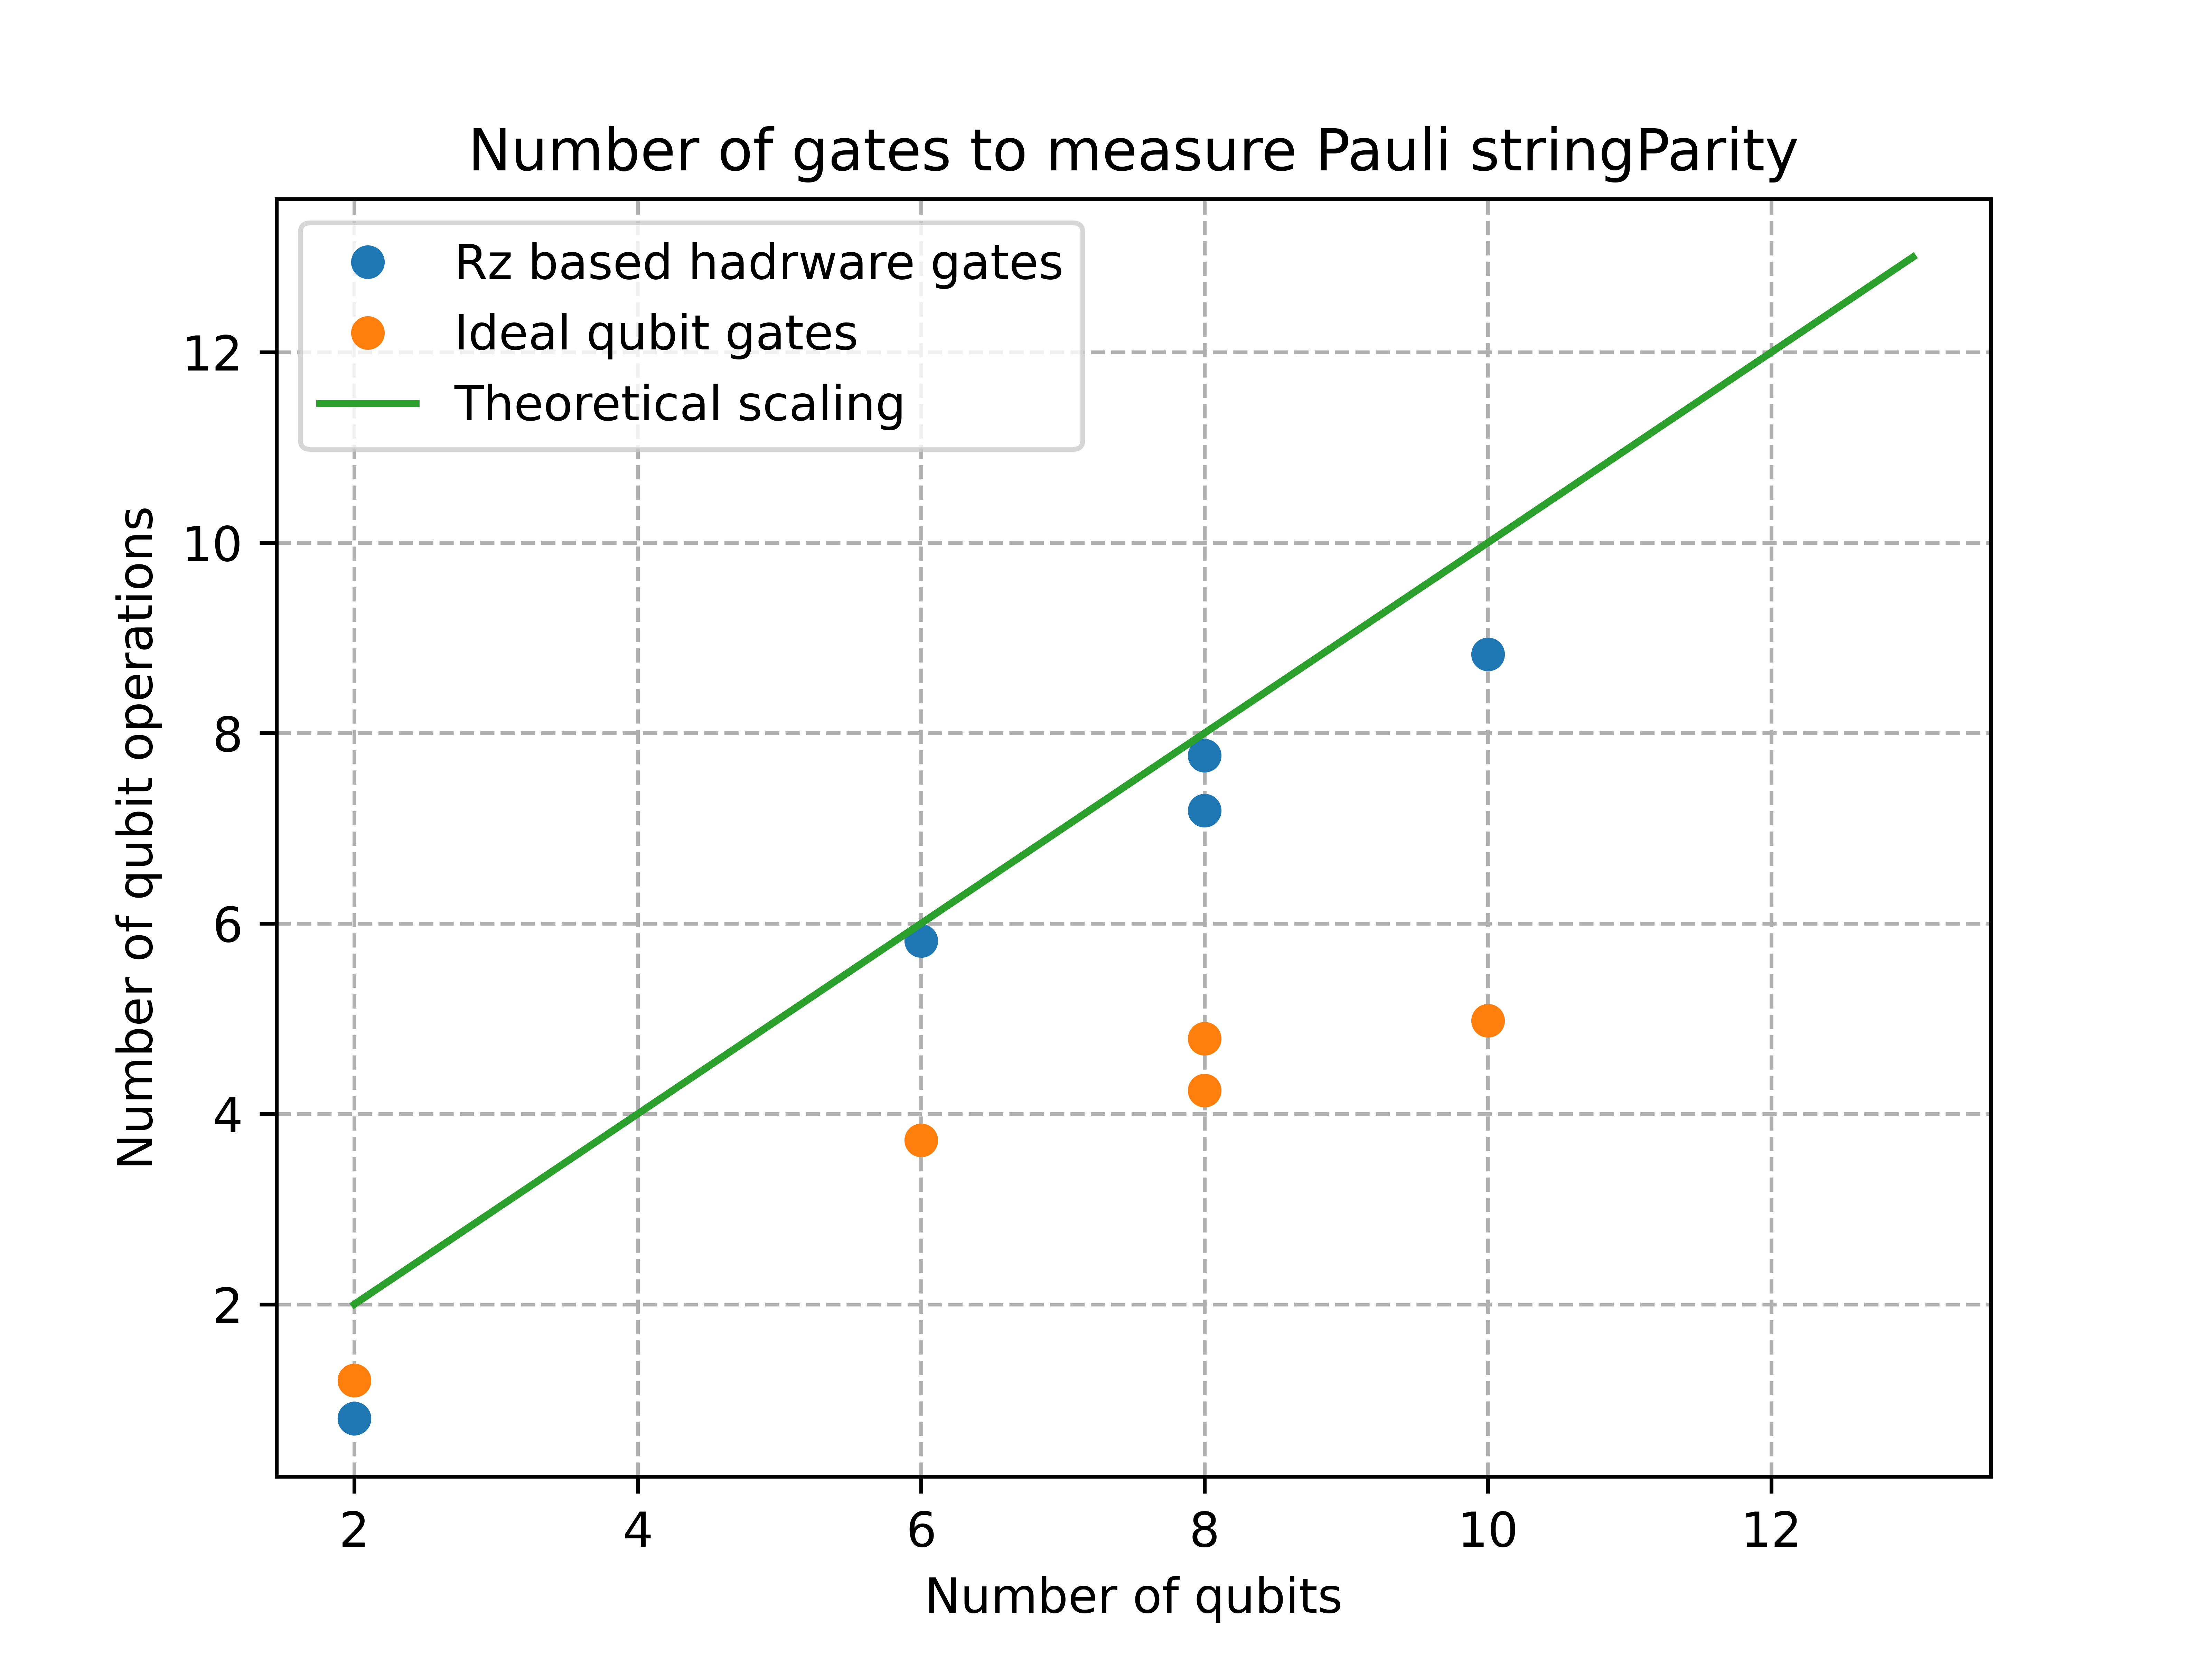 Number of gates to measure Pauli stringParity
Rz based hadrware gates
Ideal qubit gates
Theoretical scaling
12
10
8
6
4
2
Number of qubit operations
2 4 6 8 10 12
Number of qubits